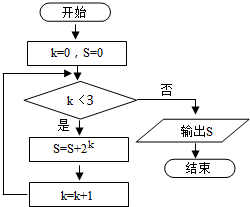 开始
k=0，S=0
k<3
否
是
输出S
S=S+2^k
结束
k=k+1